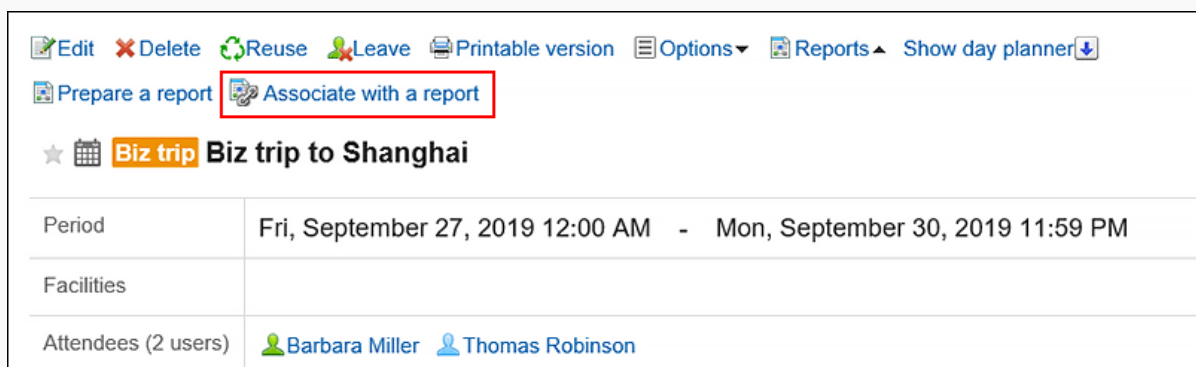 Edit Delete Reuse Leave Printable version Options Reports Show day planner
Prepare a report Associate with a report
Biz trip Biz trip to Shanghai
Period Fri, September 27, 2019 12:00 AM - Mon, September 30, 2019 11:59 PM
Facilities
Attendees (2 users) Barbara Miller Thomas Robinson